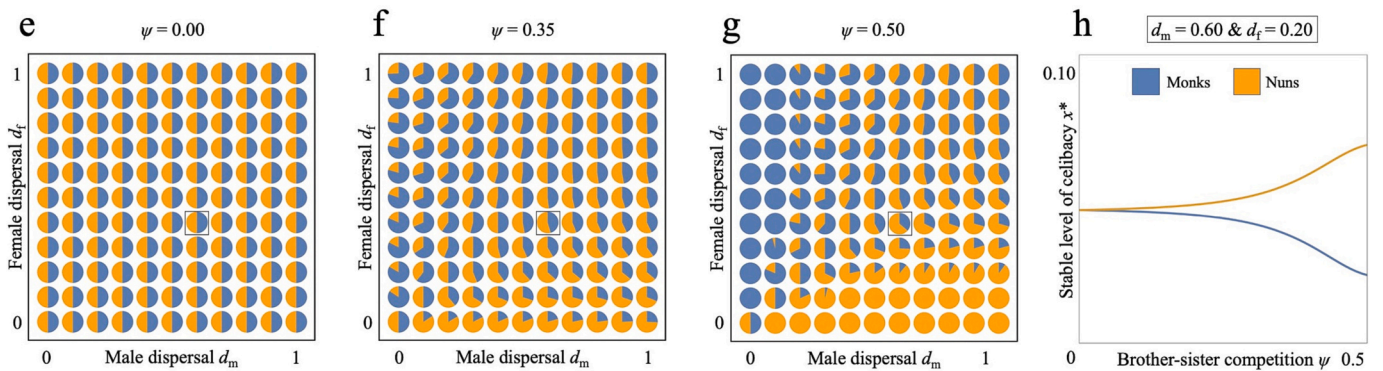 e
ψ = 0.00
1
Female dispersal df
0
0
Male dispersal dm
1
f
ψ = 0.35
1
Female dispersal df
0
0
Male dispersal dm
1
g
ψ = 0.50
1
Female dispersal df
0
0
Male dispersal dm
1
h
dm = 0.60 & df = 0.20
0.10
Monks
Nuns
Stable level of celibacy x*
0
Brother-sister competition ψ
0.5